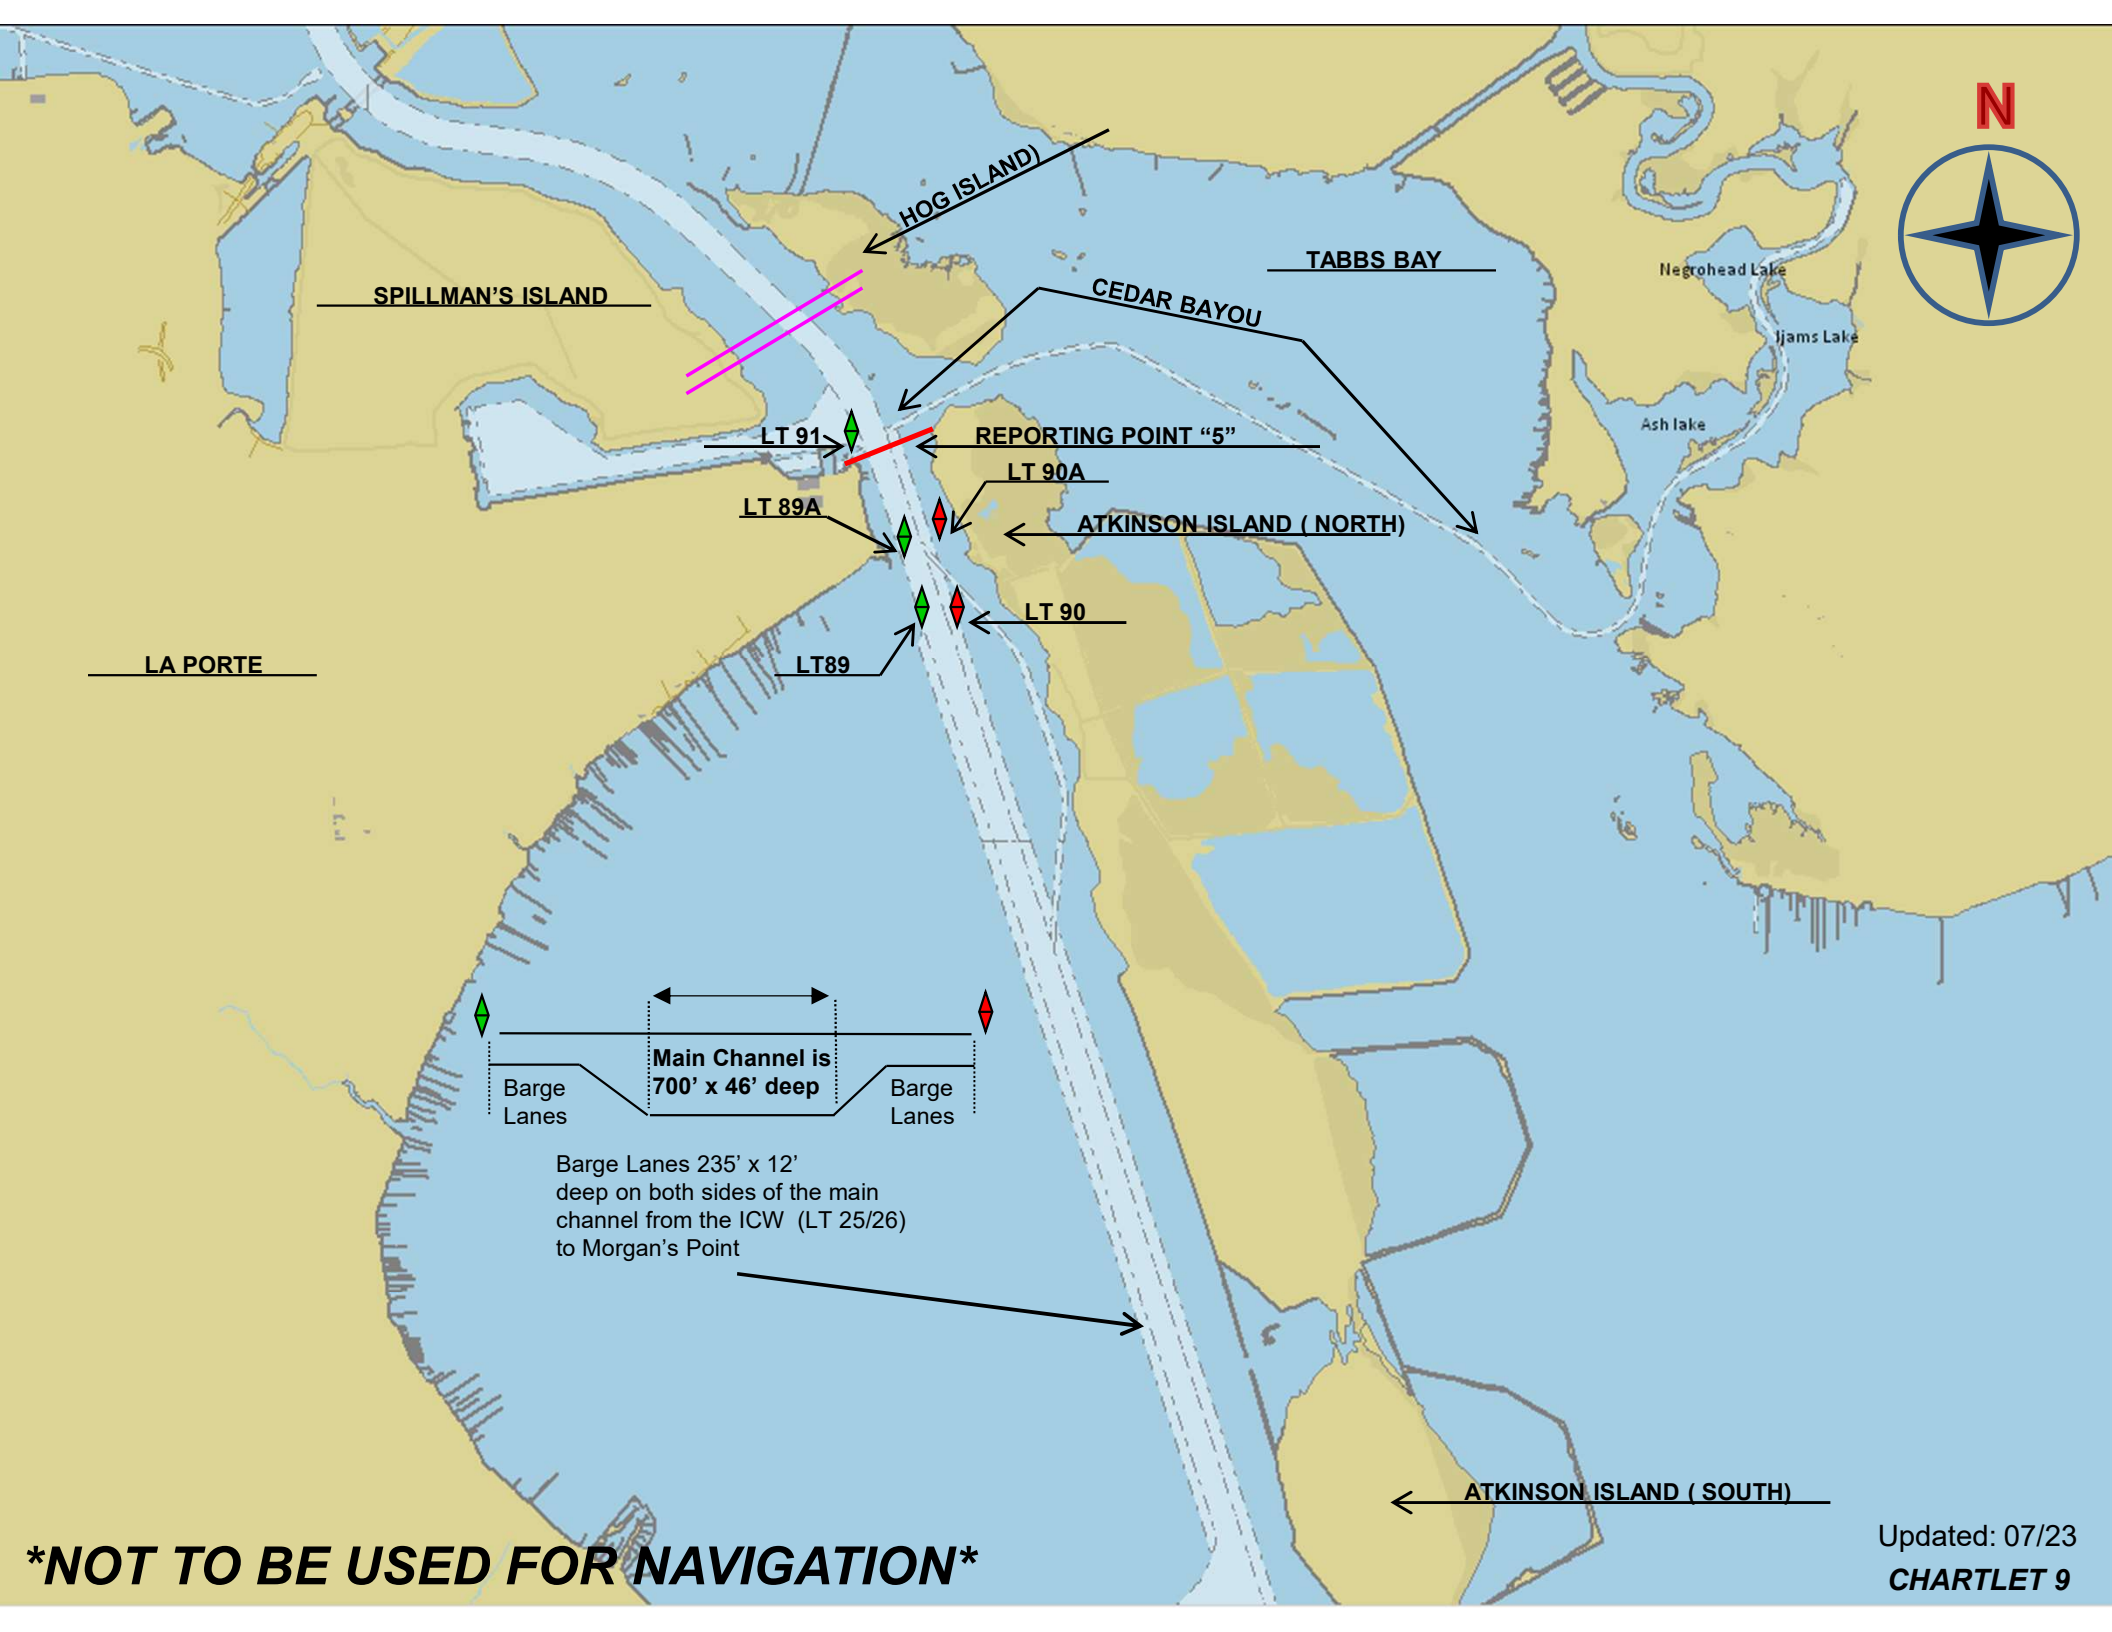 N
HOG ISLAND)
TABBS BAY
Negrohead Lake
CEDAR BAYOU
SPILLMAN'S ISLAND
Ijams Lake
Ash lake
LT 91
REPORTING POINT “5”
LT 90A
LT 89A
ATKINSON ISLAND ( NORTH)
LT 90
LA PORTE
LT89
Main Channel is
700’ x 46’ deep
Barge
Lanes
Barge
Lanes
Barge Lanes 235’ x 12’
deep on both sides of the main
channel from the ICW (LT 25/26)
to Morgan’s Point
ATKINSON ISLAND ( SOUTH)
Updated: 07/23
*NOT TO BE USED FOR NAVIGATION*
CHARTLET 9